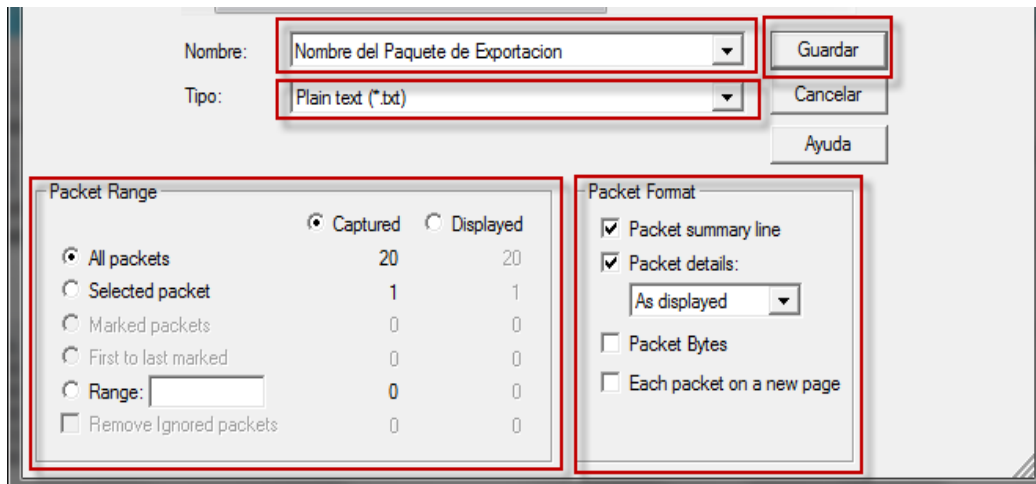 Nombre: Nombre del Paquete de Exportacion Guardar
Tipo: Plain text (*.txt) Cancelar
Ayuda
Packet Range
Captured Displayed
All packets 20 20
Selected packet 1 1
Marked packets 0 0
First to last marked 0 0
Range: 0 0
Remove Ignored packets 0 0
Packet Format
Packet summary line
Packet details:
As displayed
Packet Bytes
Each packet on a new page